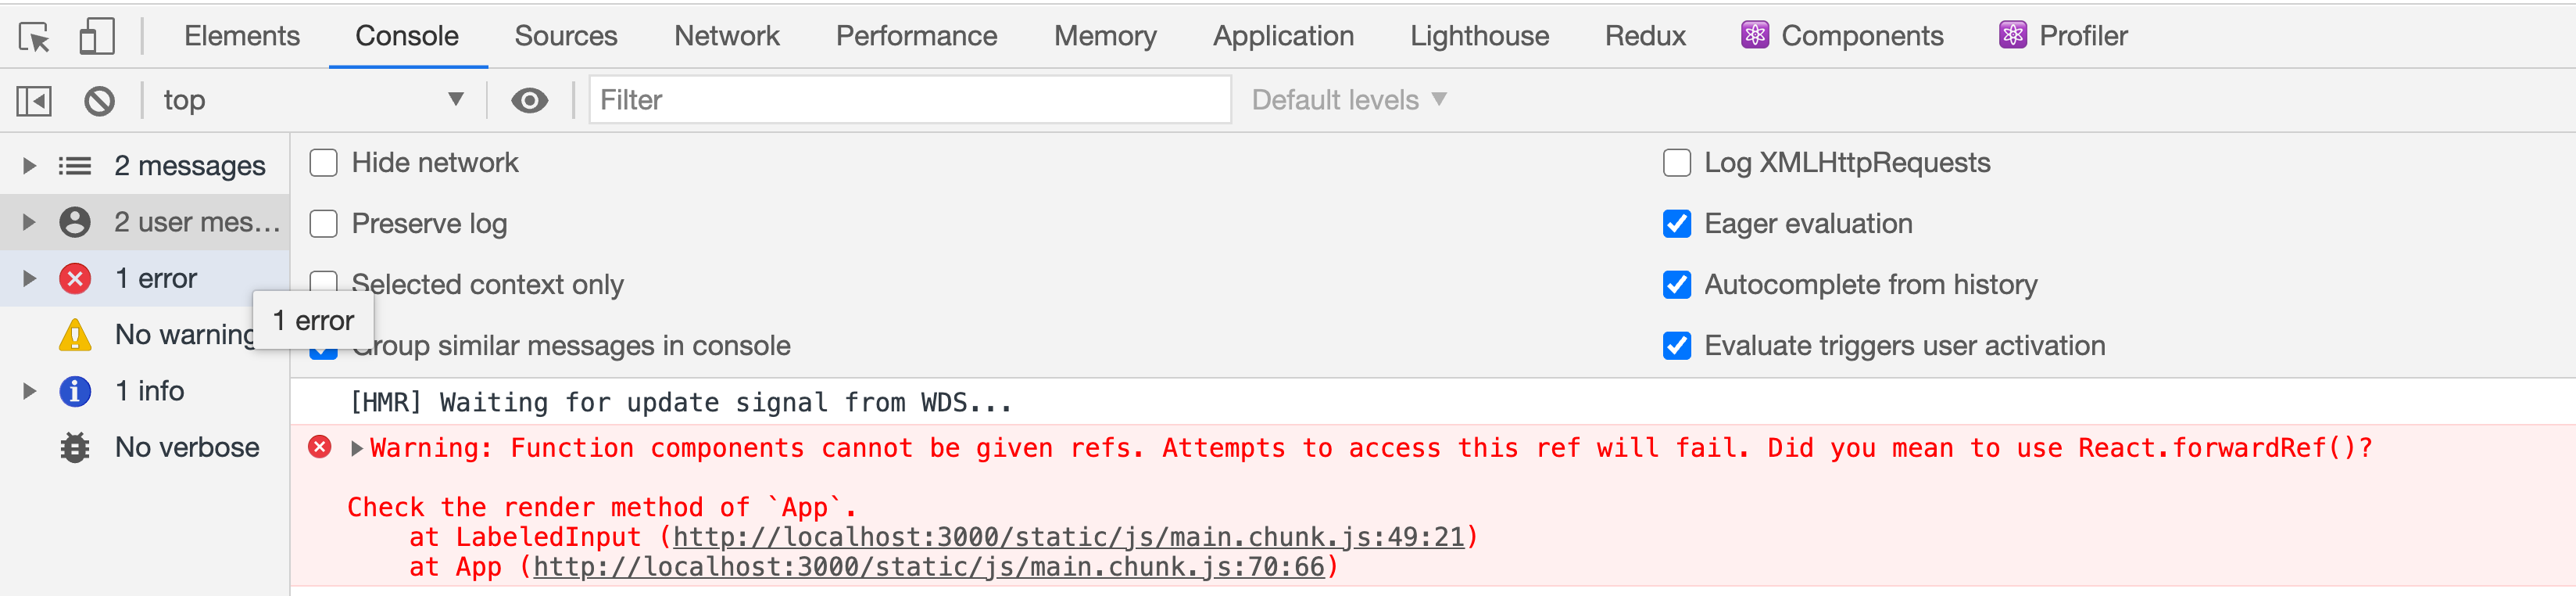 Elements Console Sources Network Performance Memory Application Lighthouse Redux Components Profiler
top Filter Default levels
2 messages
2 user mes...
1 error
No warning
1 info
No verbose
Hide network
Log XMLHttpRequests
Preserve log
Eager evaluation
Selected context only
Autocomplete from history
1 error
Group similar messages in console
Evaluate triggers user activation
[HMR] Waiting for update signal from WDS...
Warning: Function components cannot be given refs. Attempts to access this ref will fail. Did you mean to use React.forwardRef()?
Check the render method of `App`.
at LabeledInput (http://localhost:3000/static/js/main.chunk.js:49:21)
at App (http://localhost:3000/static/js/main.chunk.js:70:66)